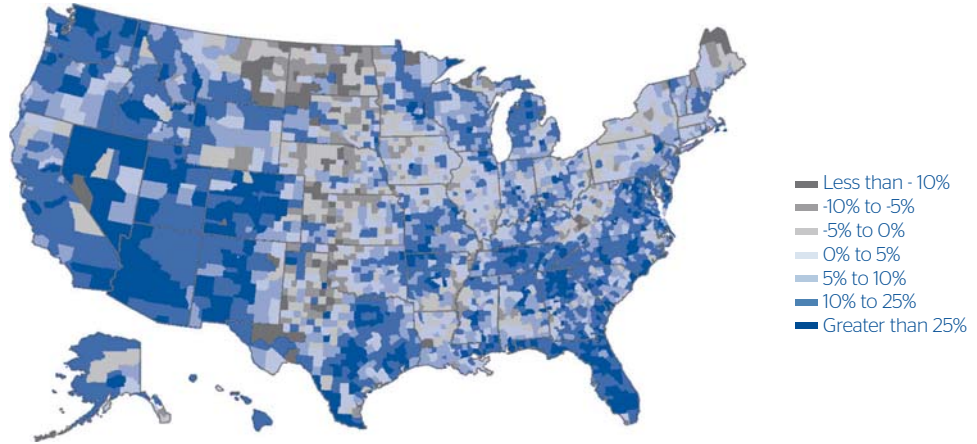 Less than - 10%
-10% to -5%
-5% to 0%
0% to 5%
5% to 10%
10% to 25%
Greater than 25%